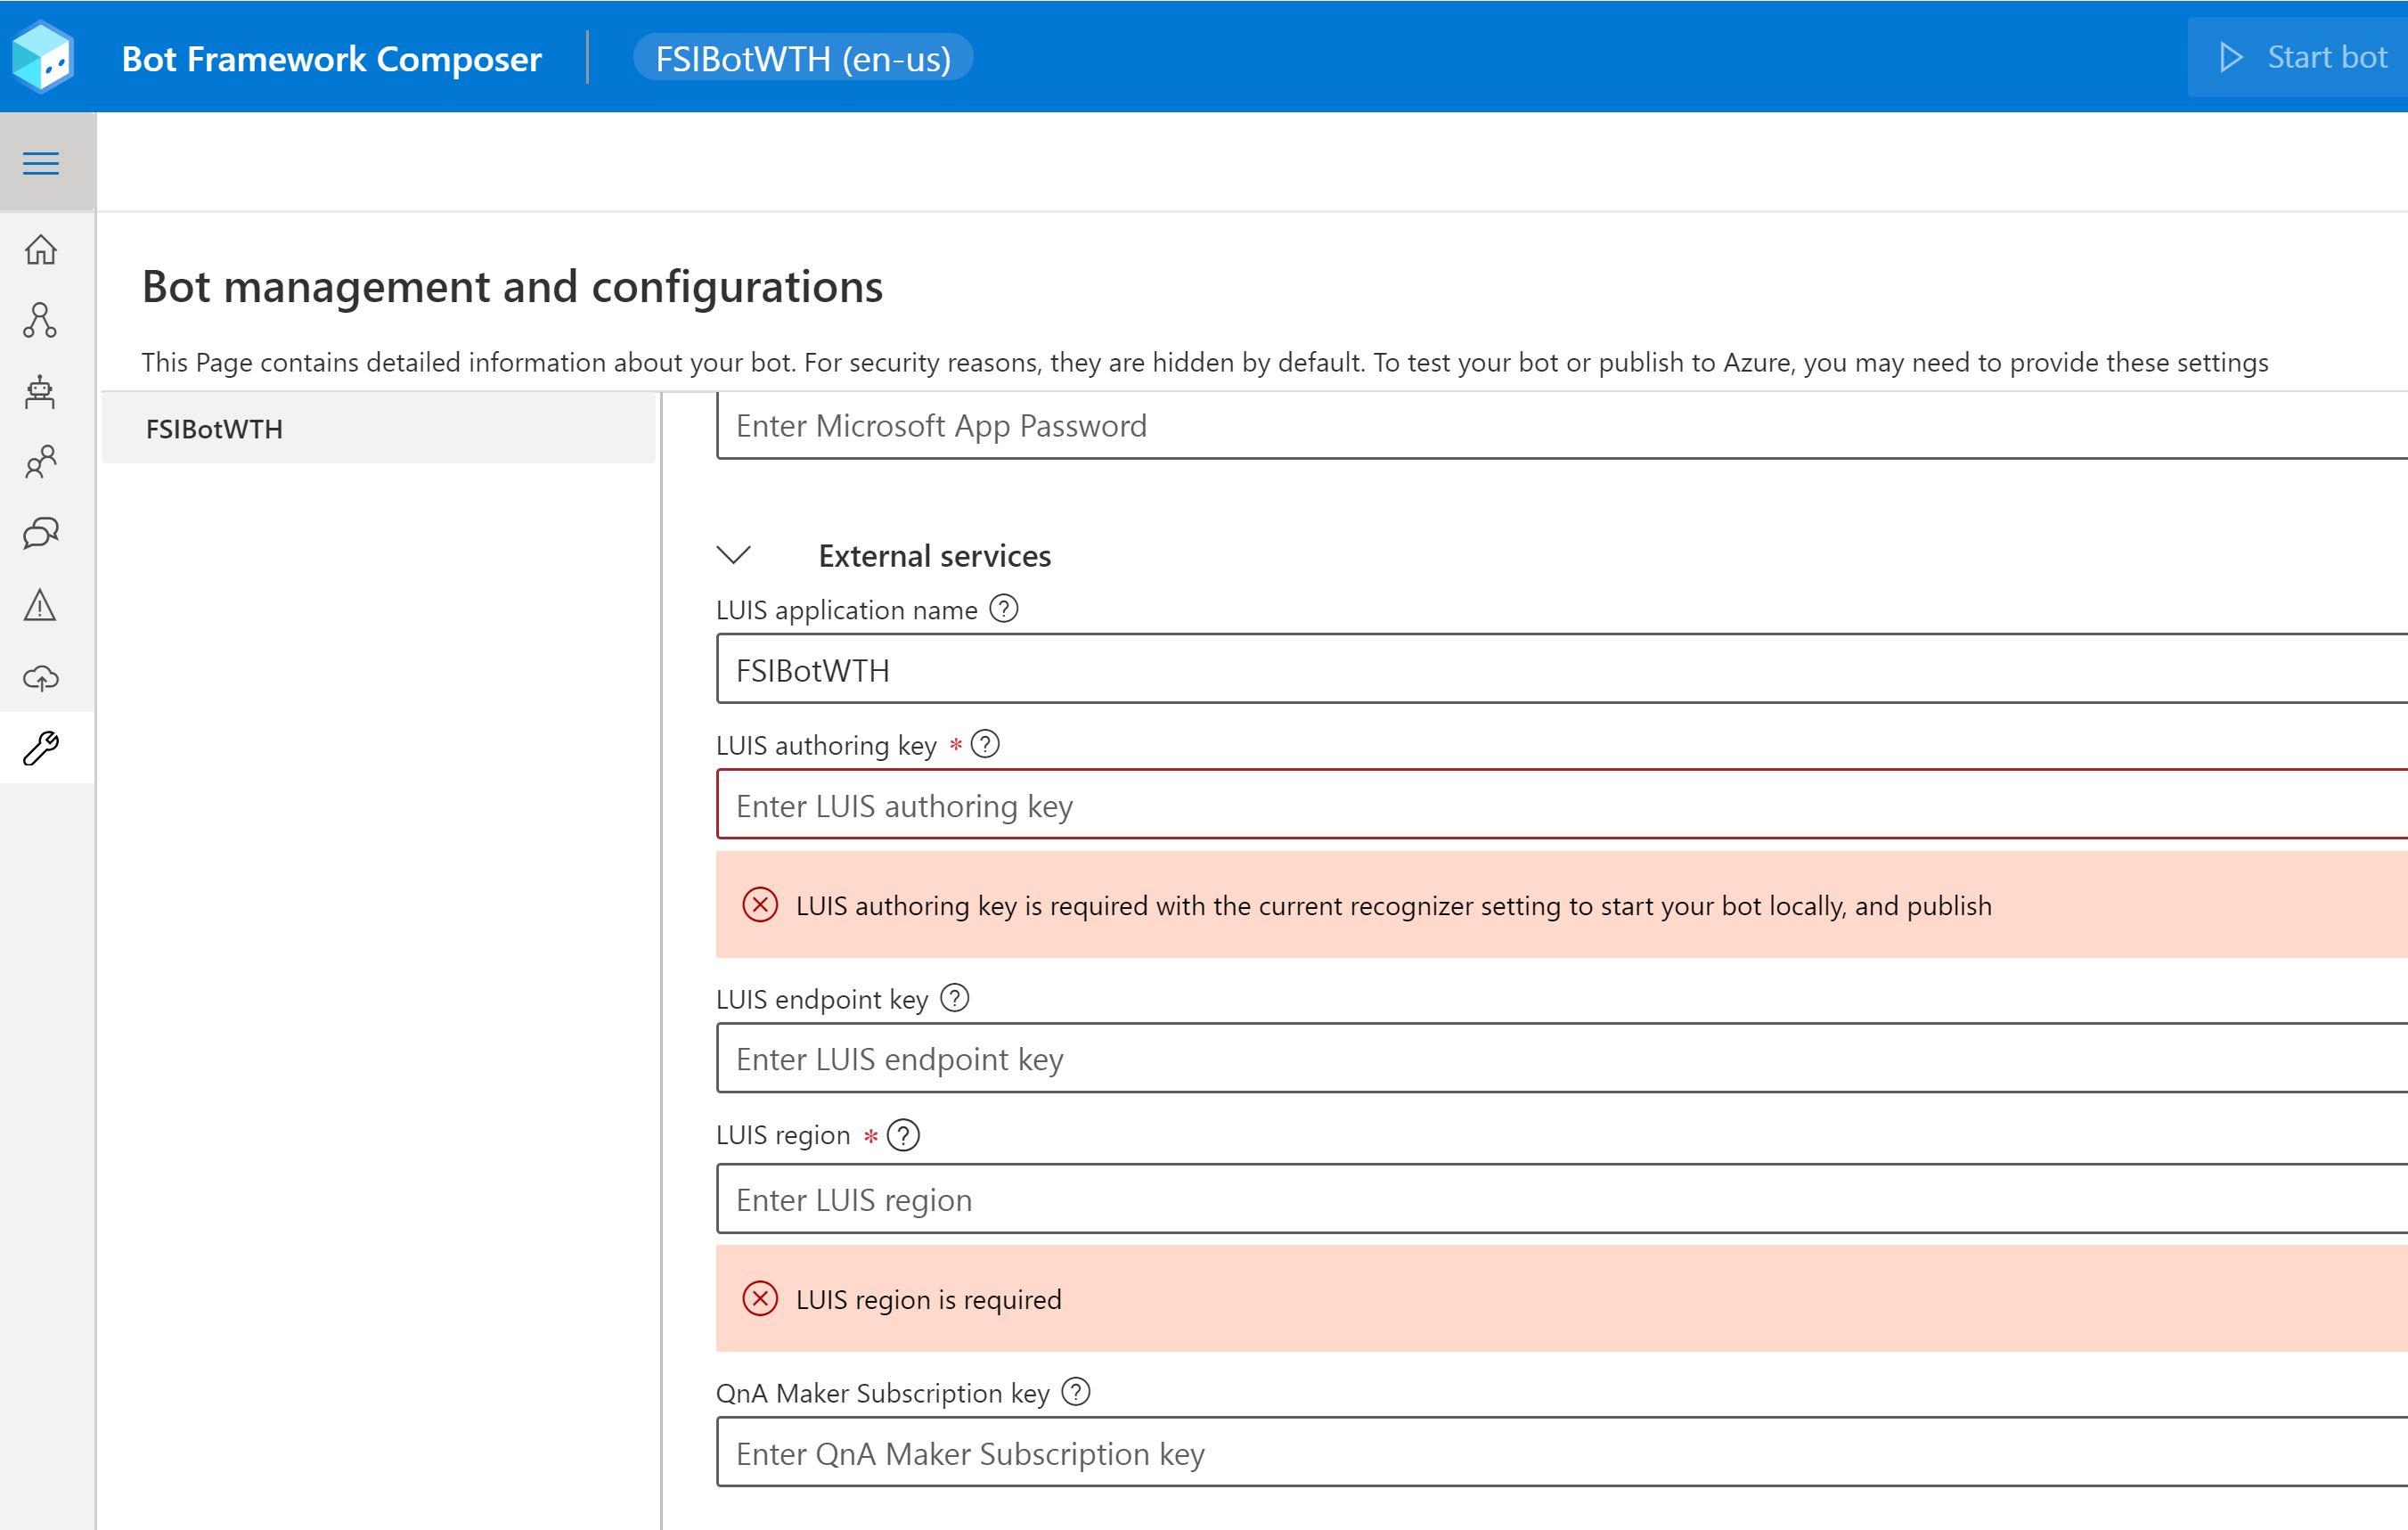 Bot Framework Composer
FSIBotWTH (en-us)
Start bot
Bot management and configurations
This Page contains detailed information about your bot. For security reasons, they are hidden by default. To test your bot or publish to Azure, you may need to provide these settings
FSIBotWTH
Enter Microsoft App Password
External services
LUIS application name
FSIBotWTH
LUIS authoring key *
Enter LUIS authoring key
LUIS authoring key is required with the current recognizer setting to start your bot locally, and publish
LUIS endpoint key
Enter LUIS endpoint key
LUIS region *
Enter LUIS region
LUIS region is required
QnA Maker Subscription key
Enter QnA Maker Subscription key